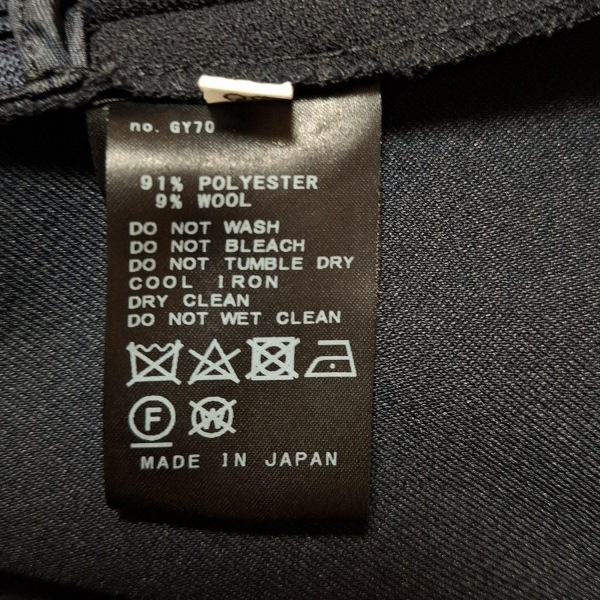 no. GY70
91% POLYESTER
9% WOOL
DO NOT WASH
DO NOT BLEACH
DO NOT TUMBLE DRY
COOL IRON
DRY CLEAN
DO NOT WET CLEAN
F W
MADE IN JAPAN